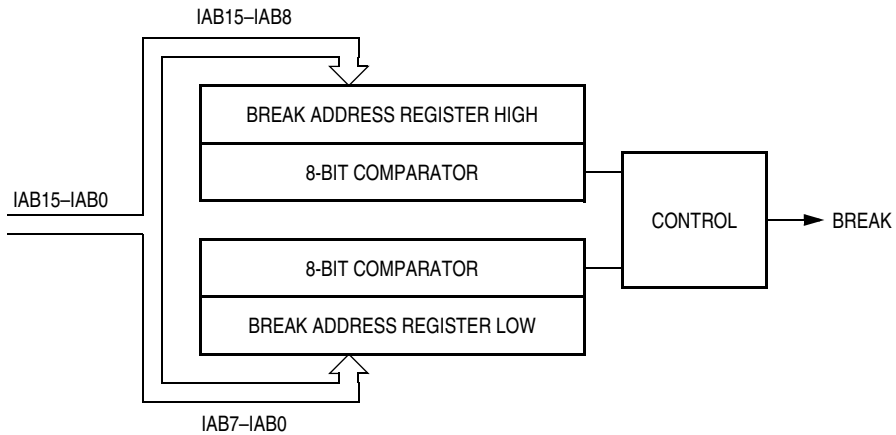 IAB15–IAB8
BREAK ADDRESS REGISTER HIGH
8-BIT COMPARATOR
IAB15–IAB0
CONTROL
BREAK
8-BIT COMPARATOR
BREAK ADDRESS REGISTER LOW
IAB7–IAB0